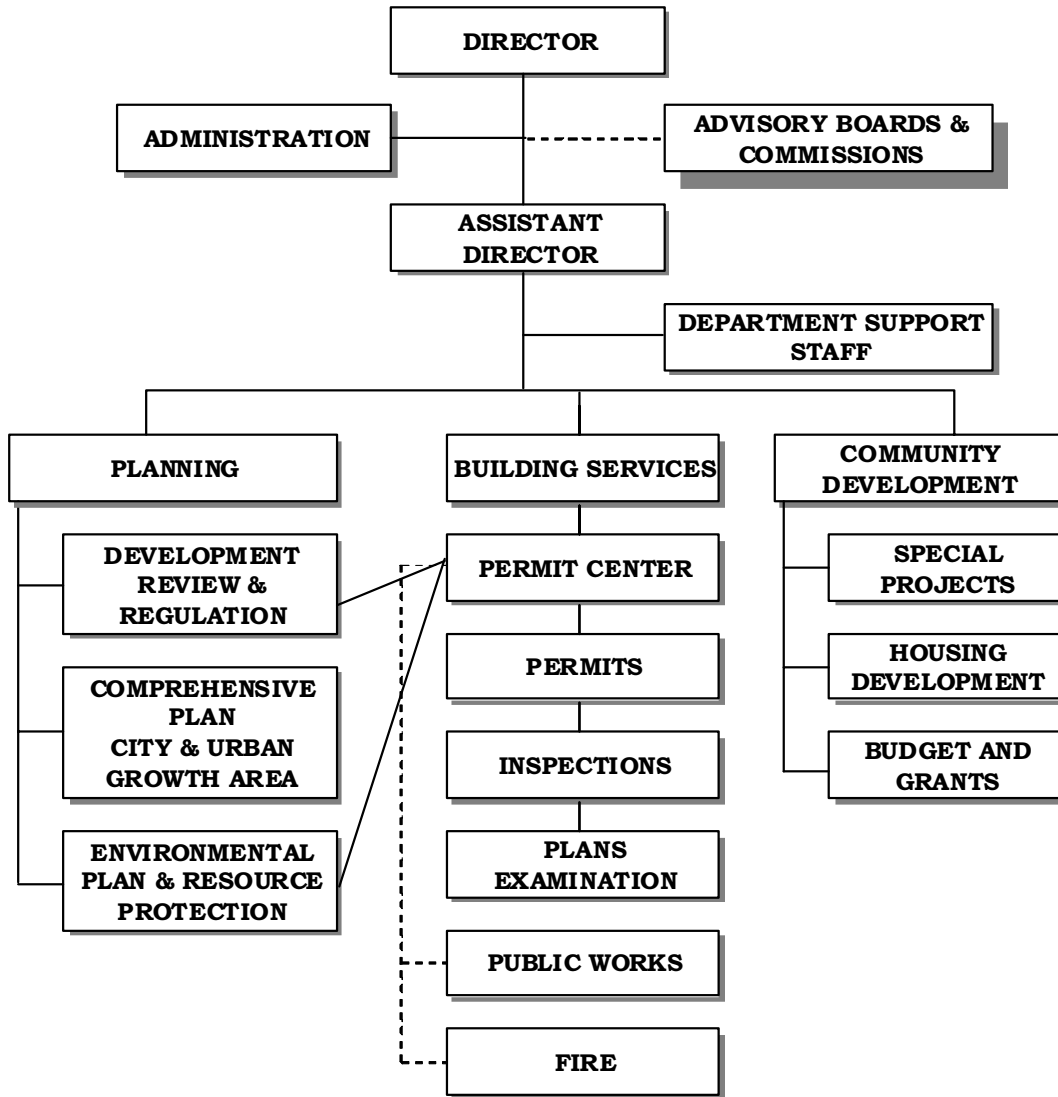 DIRECTOR
ADMINISTRATION
ADVISORY BOARDS &
COMMISSIONS
ASSISTANT
DIRECTOR
DEPARTMENT SUPPORT
STAFF
PLANNING
DEVELOPMENT
REVIEW &
REGULATION
COMPREHENSIVE
PLAN
CITY & URBAN
GROWTH AREA
ENVIRONMENTAL
PLAN & RESOURCE
PROTECTION
BUILDING SERVICES
PERMIT CENTER
PERMITS
INSPECTIONS
PLANS
EXAMINATION
PUBLIC WORKS
FIRE
COMMUNITY
DEVELOPMENT
SPECIAL
PROJECTS
HOUSING
DEVELOPMENT
BUDGET AND
GRANTS